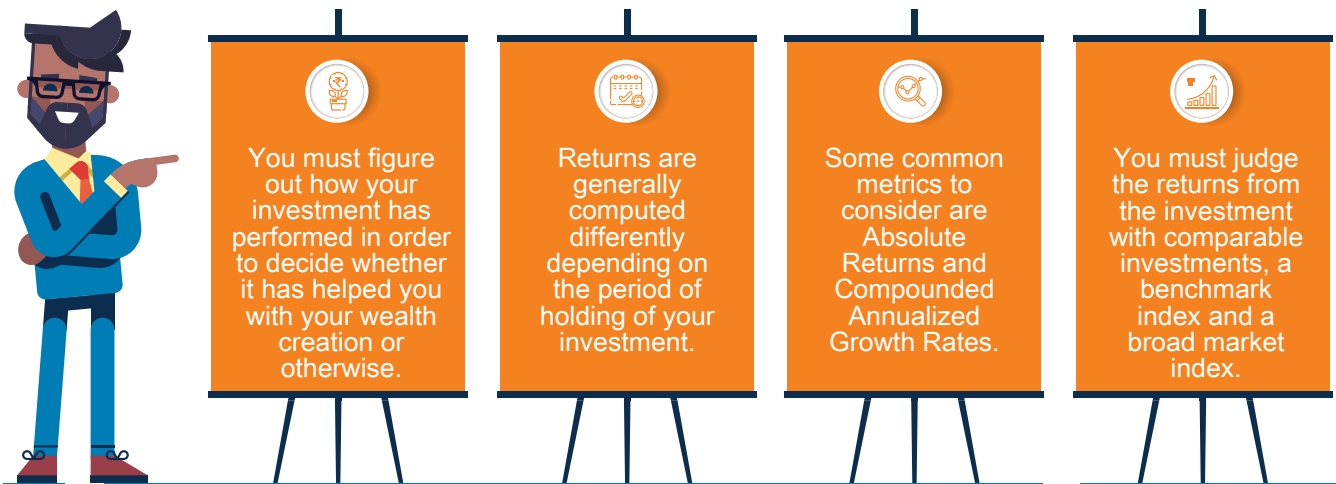 You must figure
out how your
investment has
performed in order
to decide whether
it has helped you
with your wealth
creation or
otherwise.
Returns are
generally
computed
differently
depending on
the period of
holding of your
investment.
Some common
metrics to
consider are
Absolute
Returns and
Compounded
Annualized
Growth Rates.
You must judge
the returns from
the investment
with comparable
investments, a
benchmark
index and a
broad market
index.